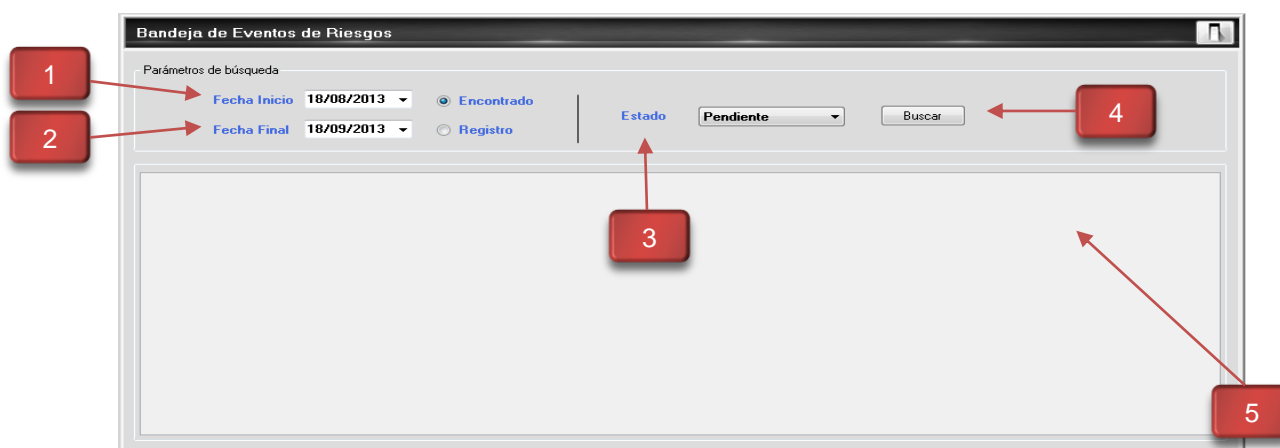 Bandeja de Eventos de Riesgos
1
Parámetros de búsqueda
Fecha Inicio 18/08/2013 Encontrado
2
Fecha Final 18/09/2013 Registro
Estado Pendiente Buscar
4
3
5